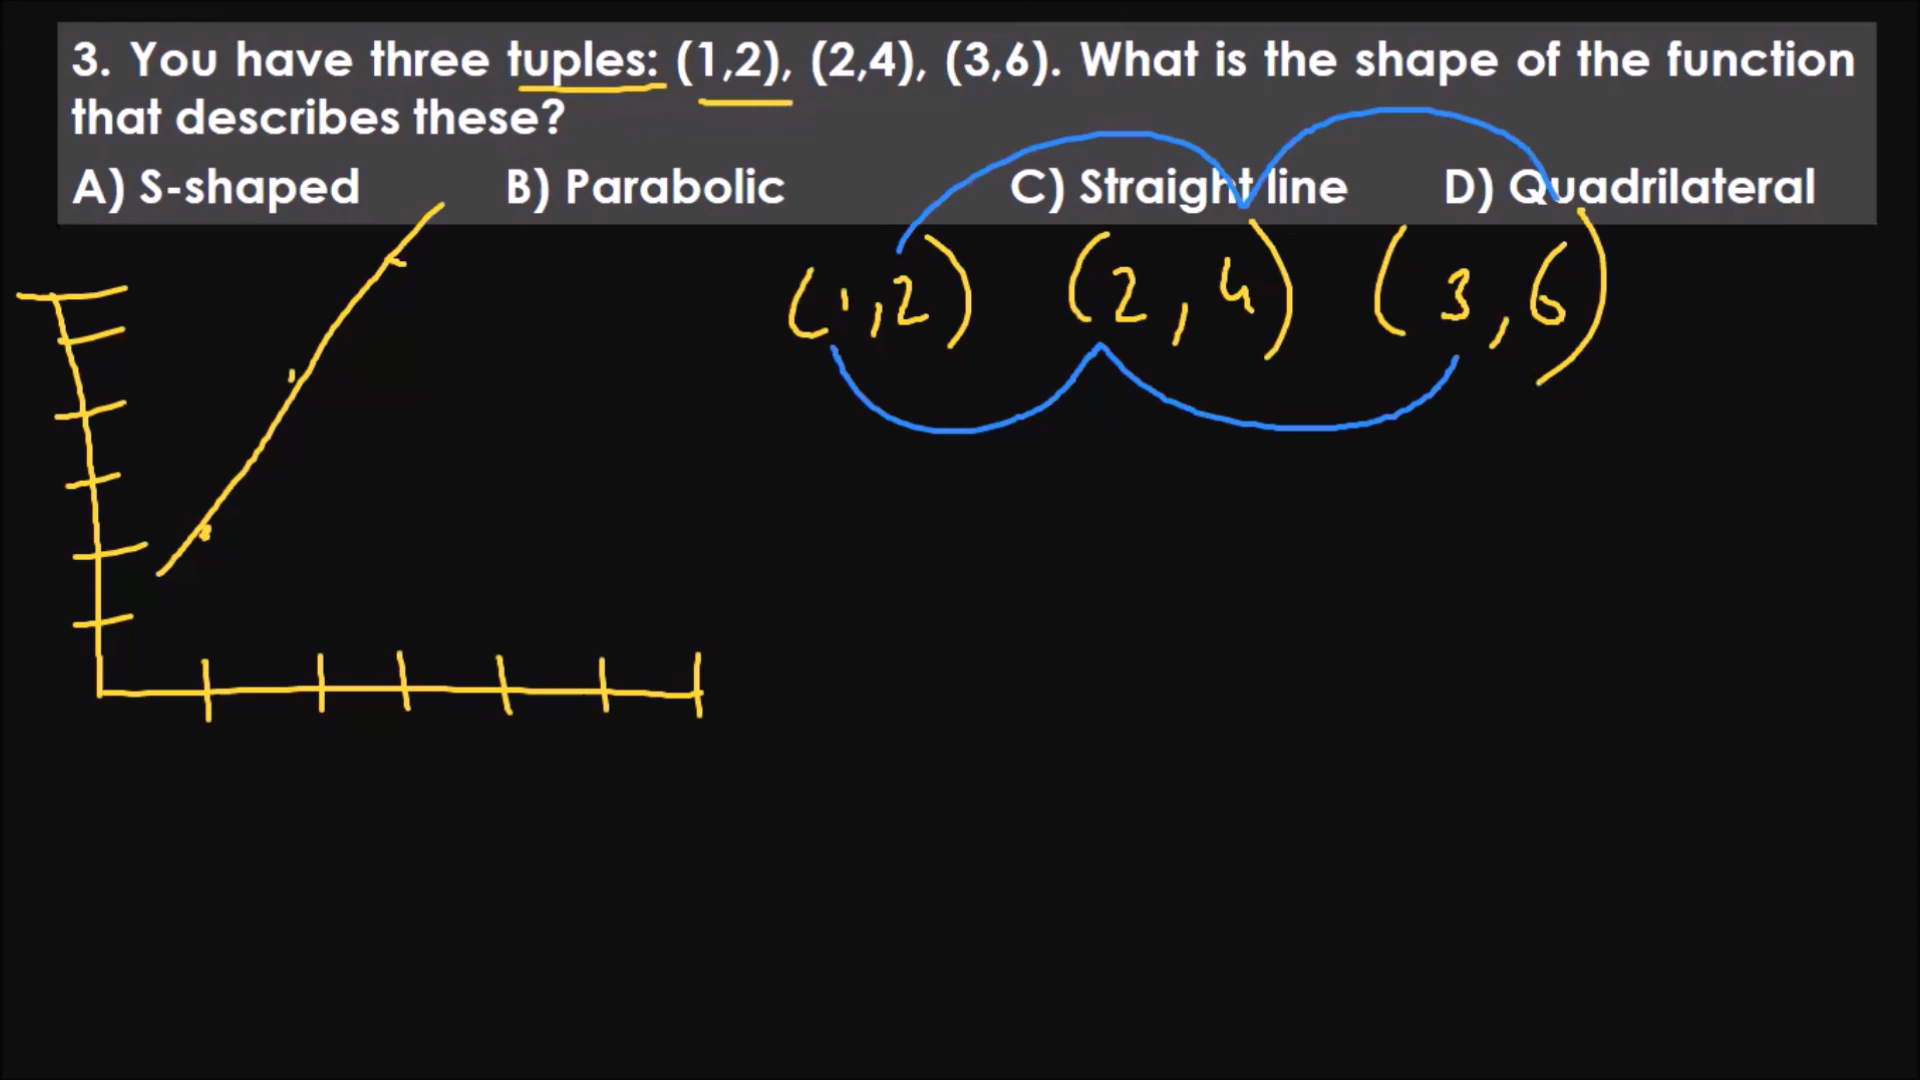 3. You have three tuples: (1,2), (2,4), (3,6). What is the shape of the function
that describes these?
A) S-shaped B) Parabolic C) Straight line D) Quadrilateral
(1,2) (2,4) (3,6)